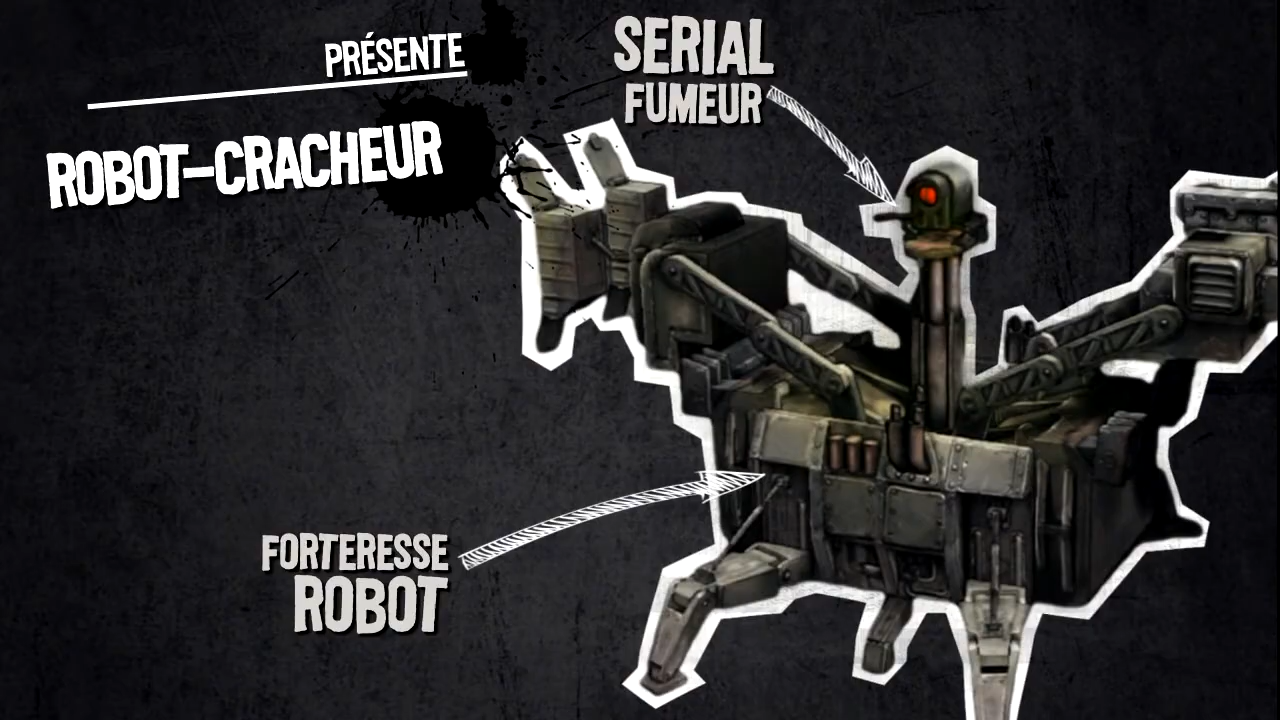 PRÉSENTE
ROBOT-CRACHEUR
SERIAL
FUMEUR
FORTERESSE
ROBOT